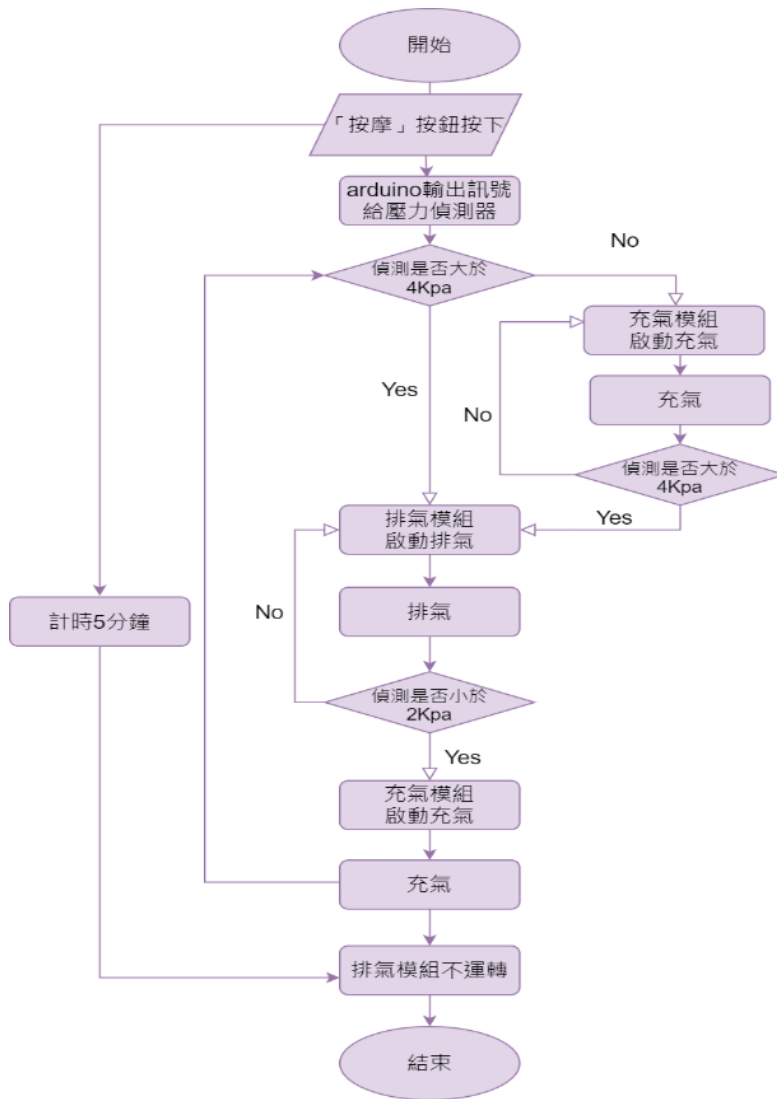 開始
「按摩」按鈕按下
arduino輸出訊號
給壓力偵測器
No
偵測是否大於
4Kpa
充氣模組
啟動充氣
Yes
No
充氣
偵測是否大於
4Kpa
Yes
排氣模組
啟動排氣
計時5分鐘
No
排氣
偵測是否小於
2Kpa
Yes
充氣模組
啟動充氣
充氣
排氣模組不運轉
結束